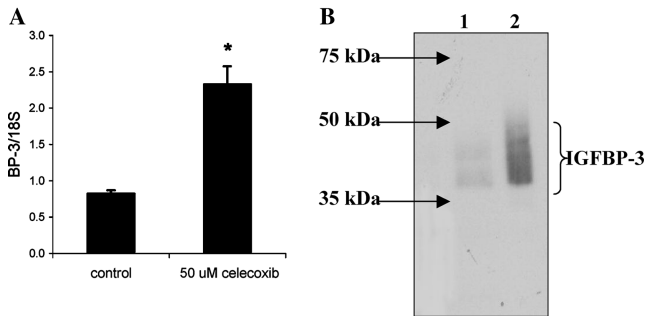 A
BP-3/18S
3.0
2.5
2.0
1.5
1.0
0.5
0.0
*
control
50 uM celecoxib
B
1 2
75 kDa
50 kDa
IGFBP-3
35 kDa